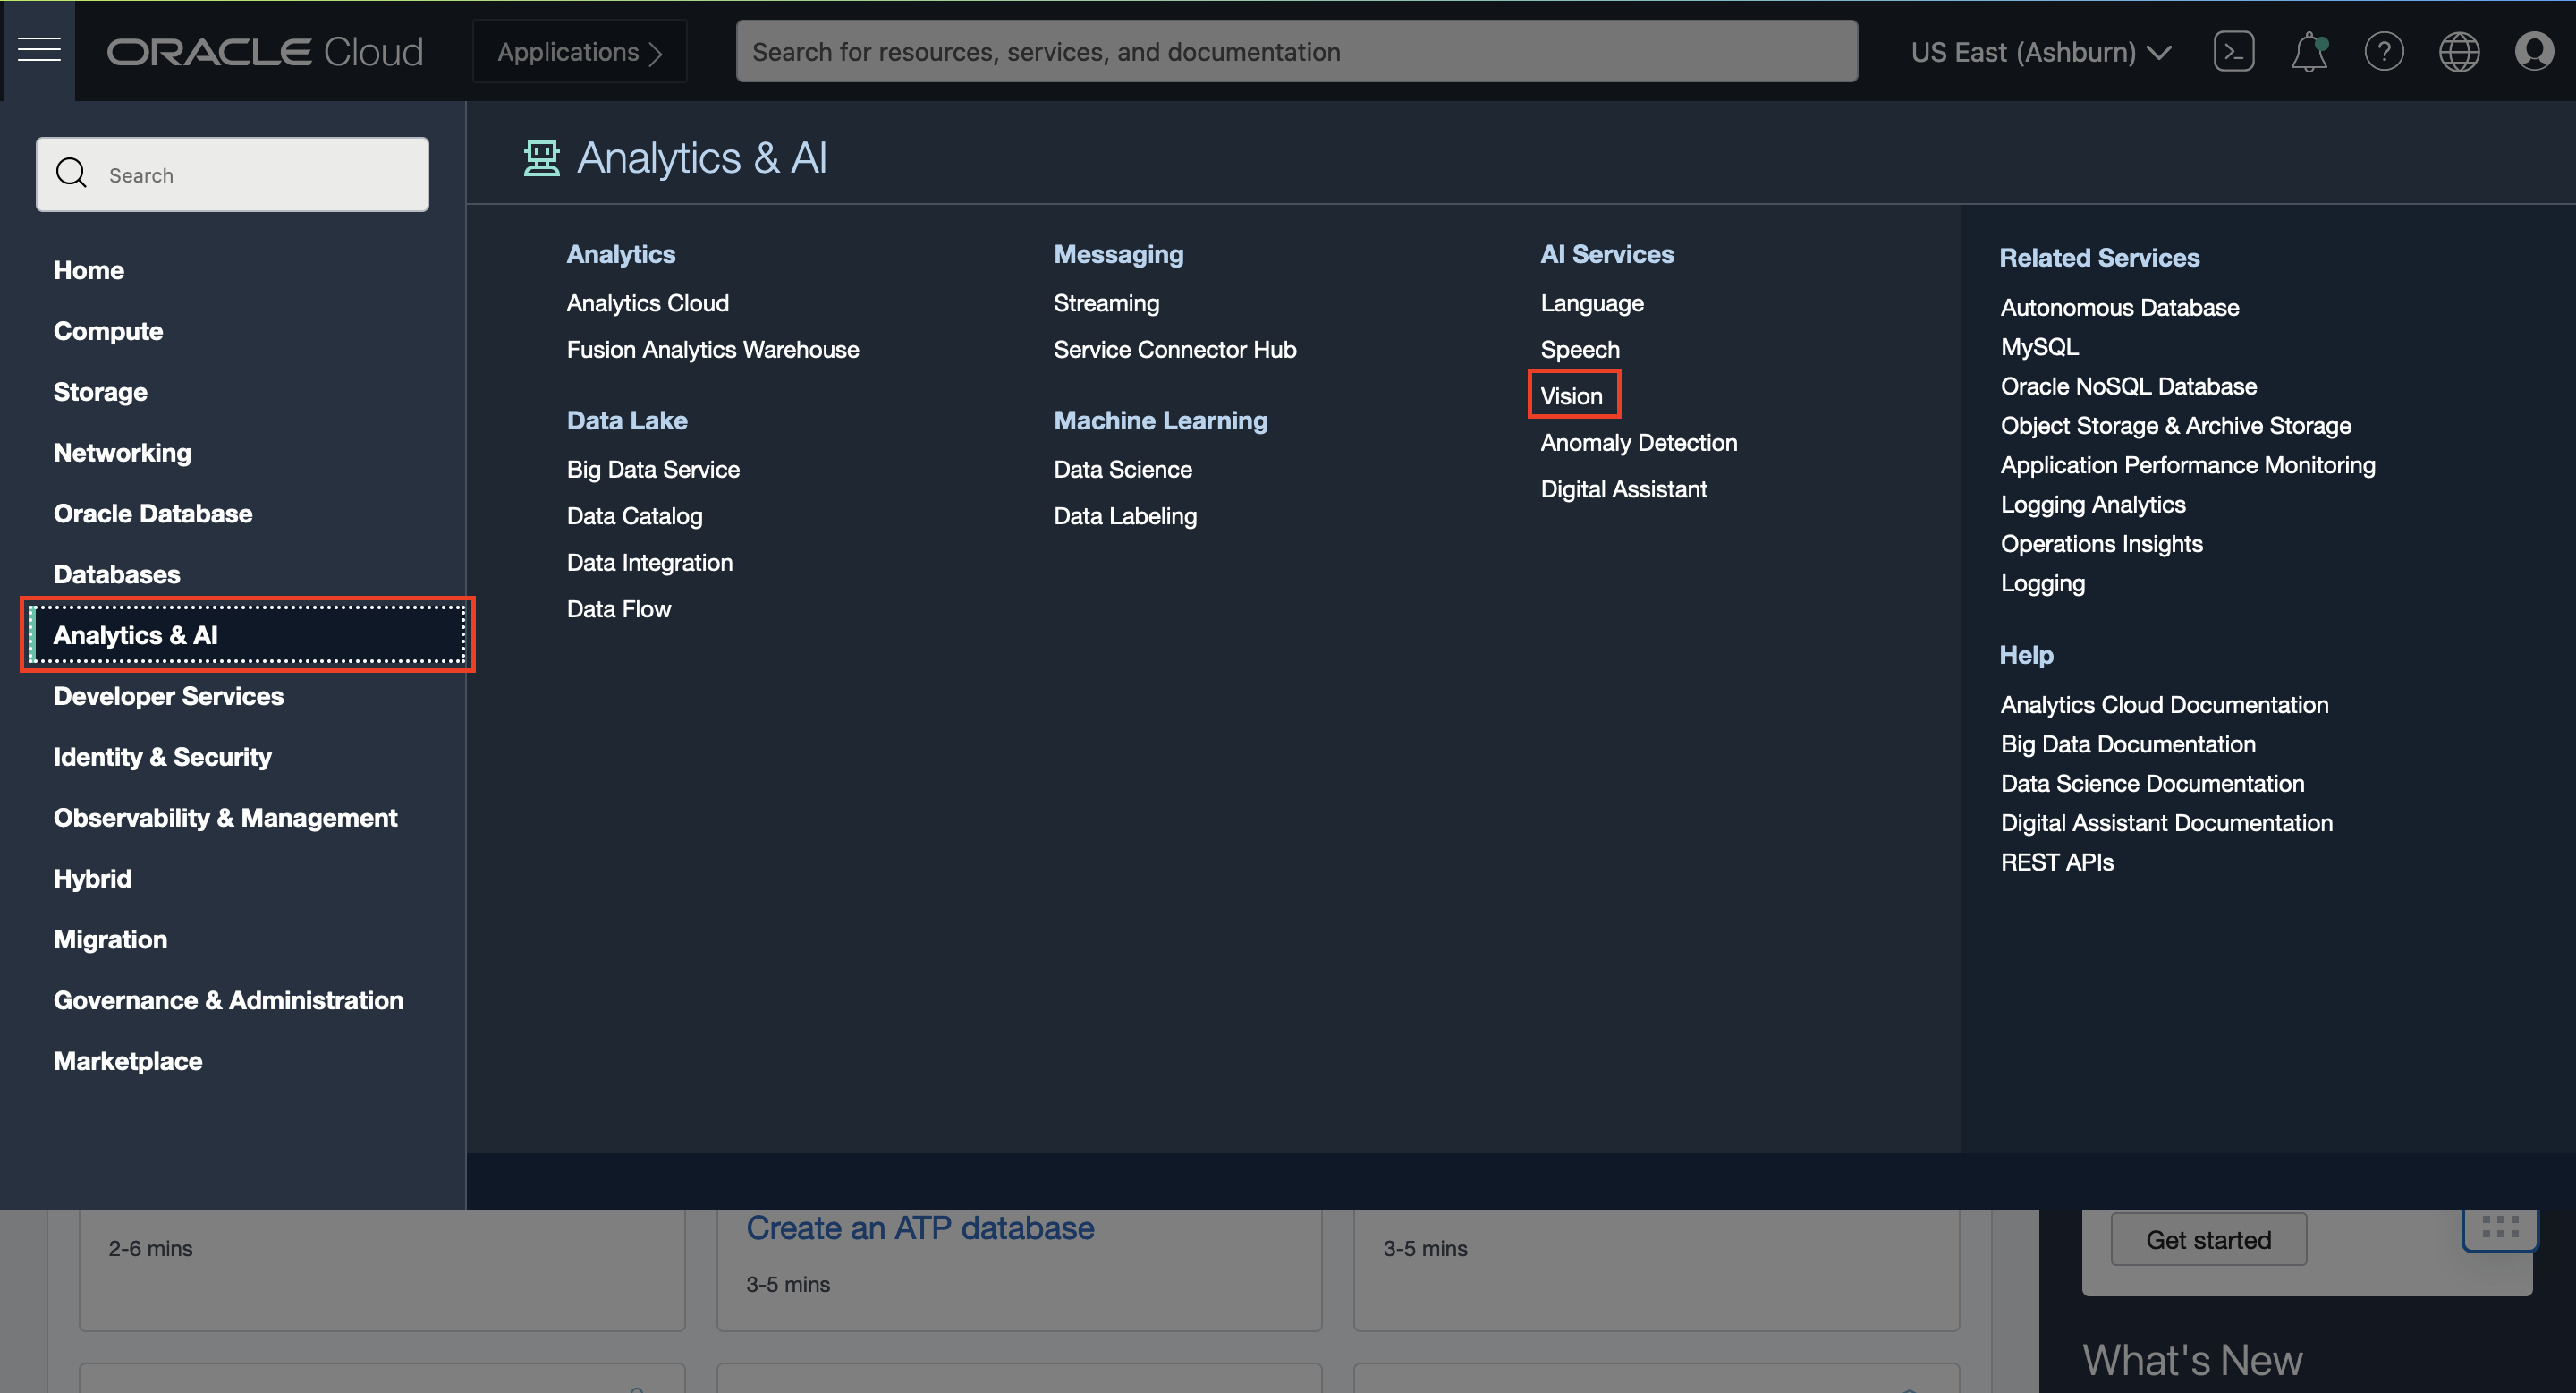 ORACLE Cloud
Applications
Search for resources, services, and documentation
US East (Ashburn)
Search
Home
Compute
Storage
Networking
Oracle Database
Databases
Analytics & AI
Developer Services
Identity & Security
Observability & Management
Hybrid
Migration
Governance & Administration
Marketplace
Analytics & AI
Analytics
Analytics Cloud
Fusion Analytics Warehouse
Data Lake
Big Data Service
Data Catalog
Data Integration
Data Flow
Messaging
Streaming
Service Connector Hub
Machine Learning
Data Science
Data Labeling
AI Services
Language
Speech
Vision
Anomaly Detection
Digital Assistant
Related Services
Autonomous Database
MySQL
Oracle NoSQL Database
Object Storage & Archive Storage
Application Performance Monitoring
Logging Analytics
Operations Insights
Logging
Help
Analytics Cloud Documentation
Big Data Documentation
Data Science Documentation
Digital Assistant Documentation
REST APIs
2-6 mins
Create an ATP database
3-5 mins
3-5 mins
Get started
What's New